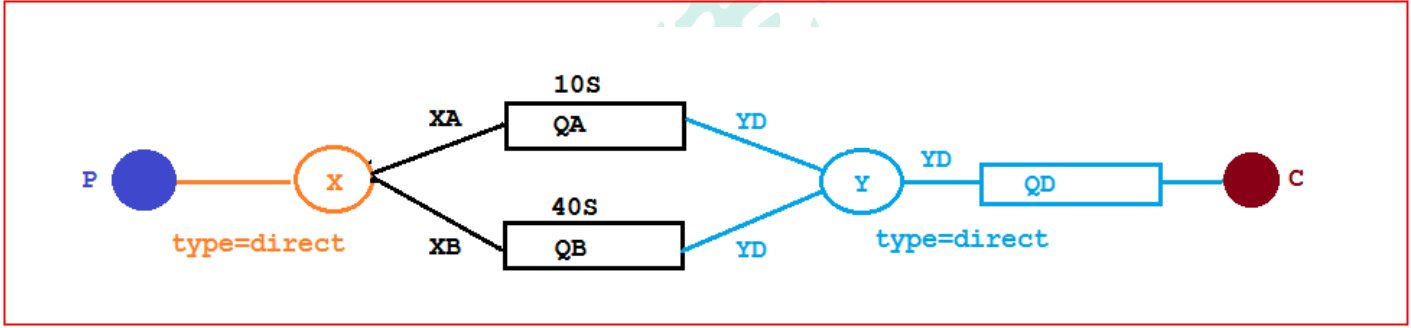 10S
XA
QA
YD
P
X
Y
YD
QD
C
type=direct
40S
XB
QB
YD
type=direct